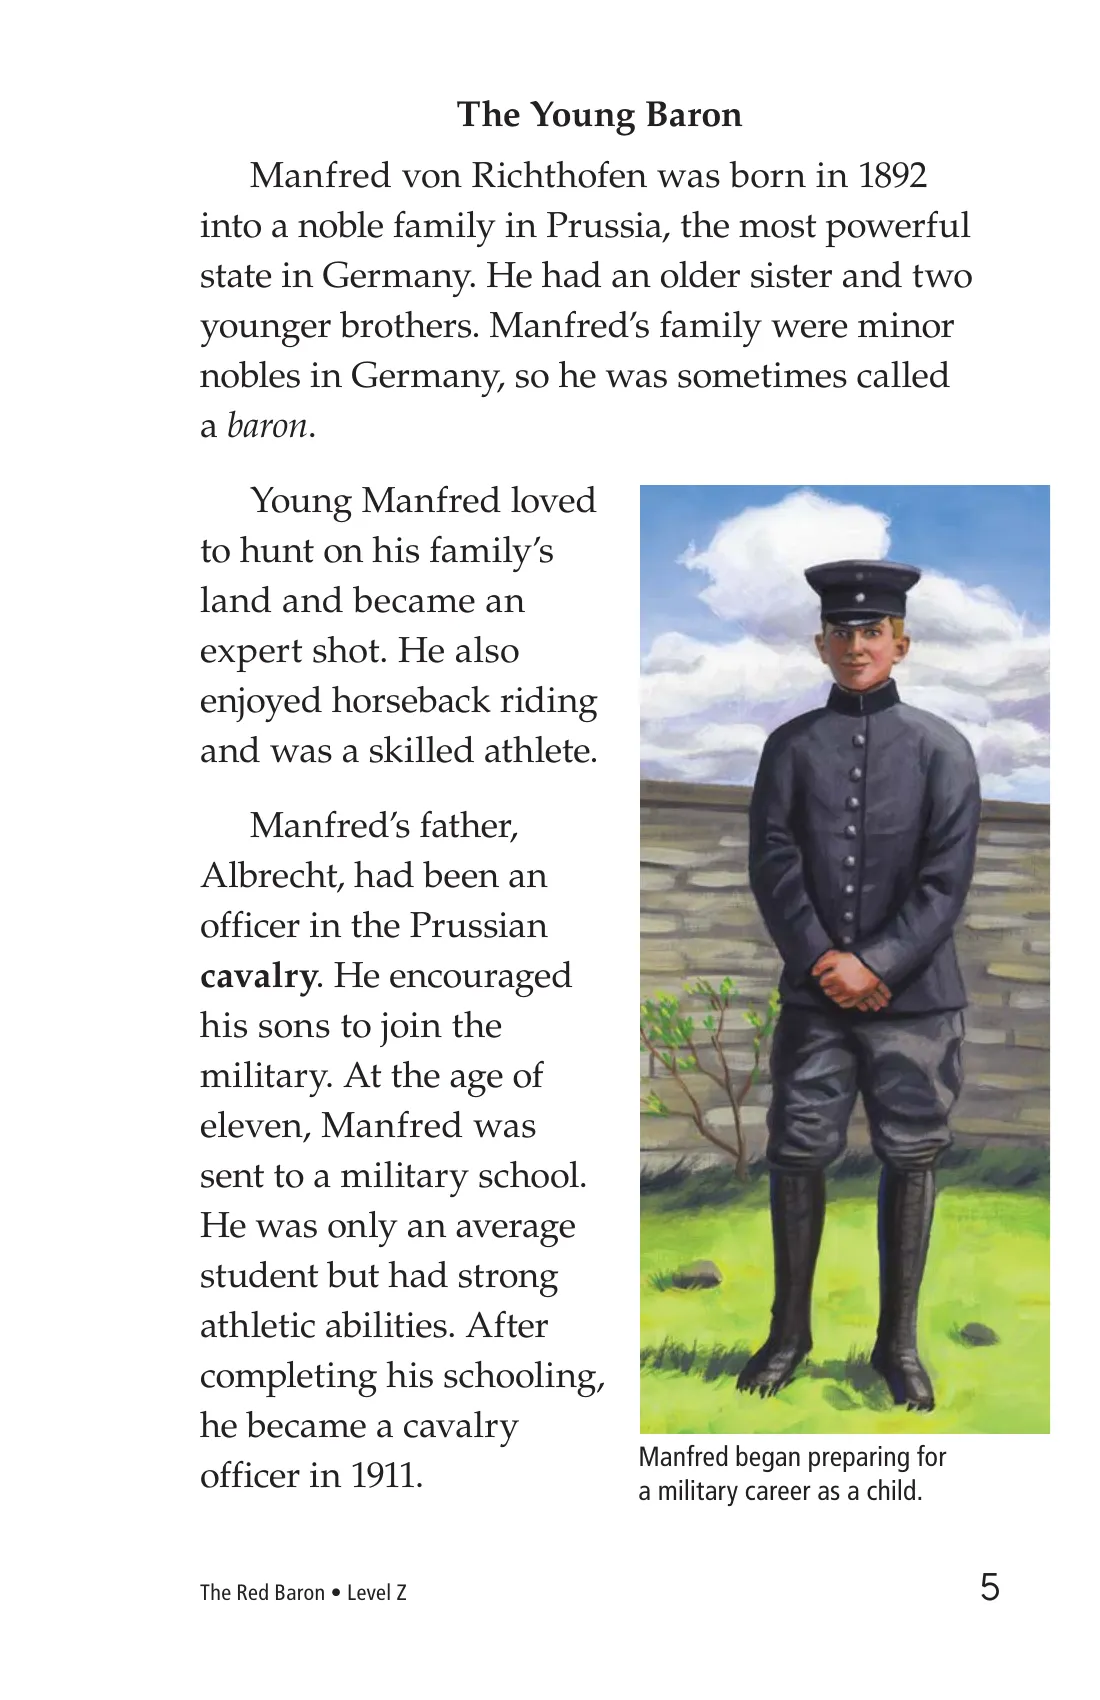 The Young Baron
Manfred von Richthofen was born in 1892
into a noble family in Prussia, the most powerful
state in Germany. He had an older sister and two
younger brothers. Manfred’s family were minor
nobles in Germany, so he was sometimes called
a baron.
Young Manfred loved
to hunt on his family’s
land and became an
expert shot. He also
enjoyed horseback riding
and was a skilled athlete.
Manfred’s father,
Albrecht, had been an
officer in the Prussian
cavalry. He encouraged
his sons to join the
military. At the age of
eleven, Manfred was
sent to a military school.
He was only an average
student but had strong
athletic abilities. After
completing his schooling,
he became a cavalry
officer in 1911.
Manfred began preparing for
a military career as a child.
The Red Baron • Level Z
5